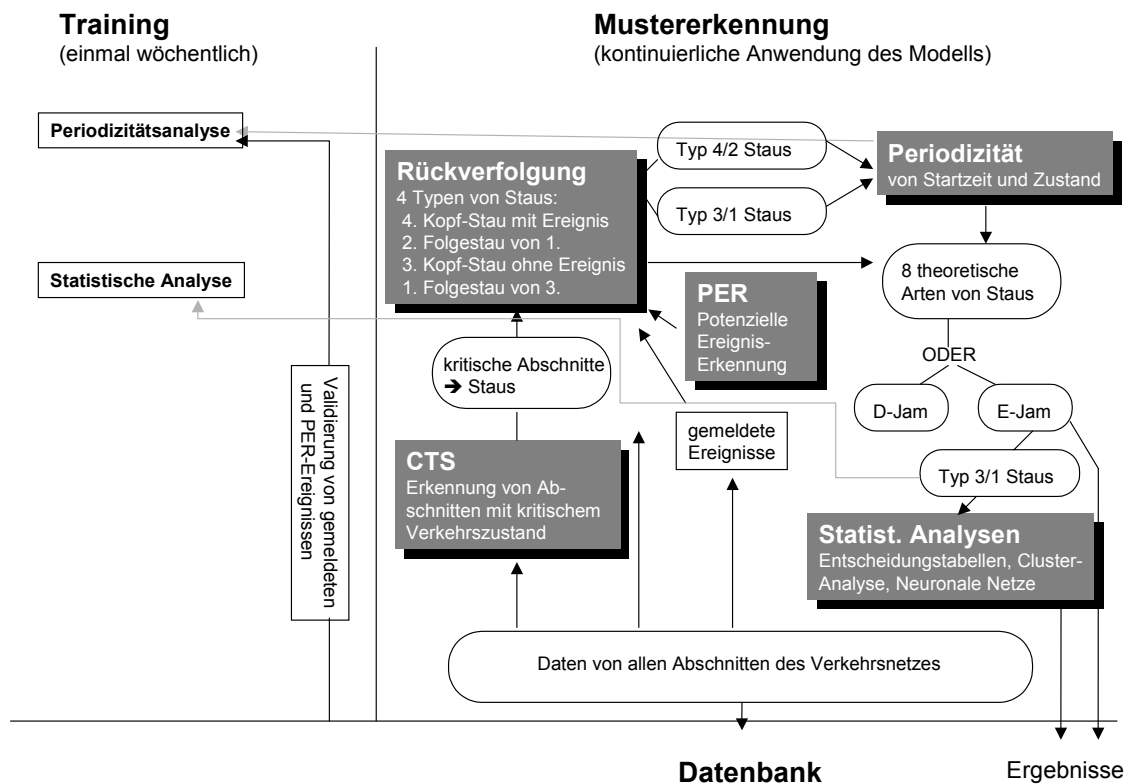 Training
(einmal wöchentlich)
Mustererkennung
(kontinuierliche Anwendung des Modells)
Periodizitätsanalyse
Statistische Analyse
Validierung von gemeldeten
und PER-Ereignissen
Rückverfolgung
4 Typen von Staus:
4. Kopf-Stau mit Ereignis
2. Folgestau von 1.
3. Kopf-Stau ohne Ereignis
1. Folgestau von 3.
Typ 4/2 Staus
Typ 3/1 Staus
Periodizität
von Startzeit und Zustand
8 theoretische
Arten von Staus
PER
Potenzielle
Ereignis-
Erkennung
kritische Abschnitte
➔ Staus
ODER
D-Jam
E-Jam
gemeldete
Ereignisse
CTS
Erkennung von Ab-
schnitten mit kritischem
Verkehrszustand
Typ 3/1 Staus
Statist. Analysen
Entscheidungstabellen, Cluster-
Analyse, Neuronale Netze
Daten von allen Abschnitten des Verkehrsnetzes
Datenbank
Ergebnisse